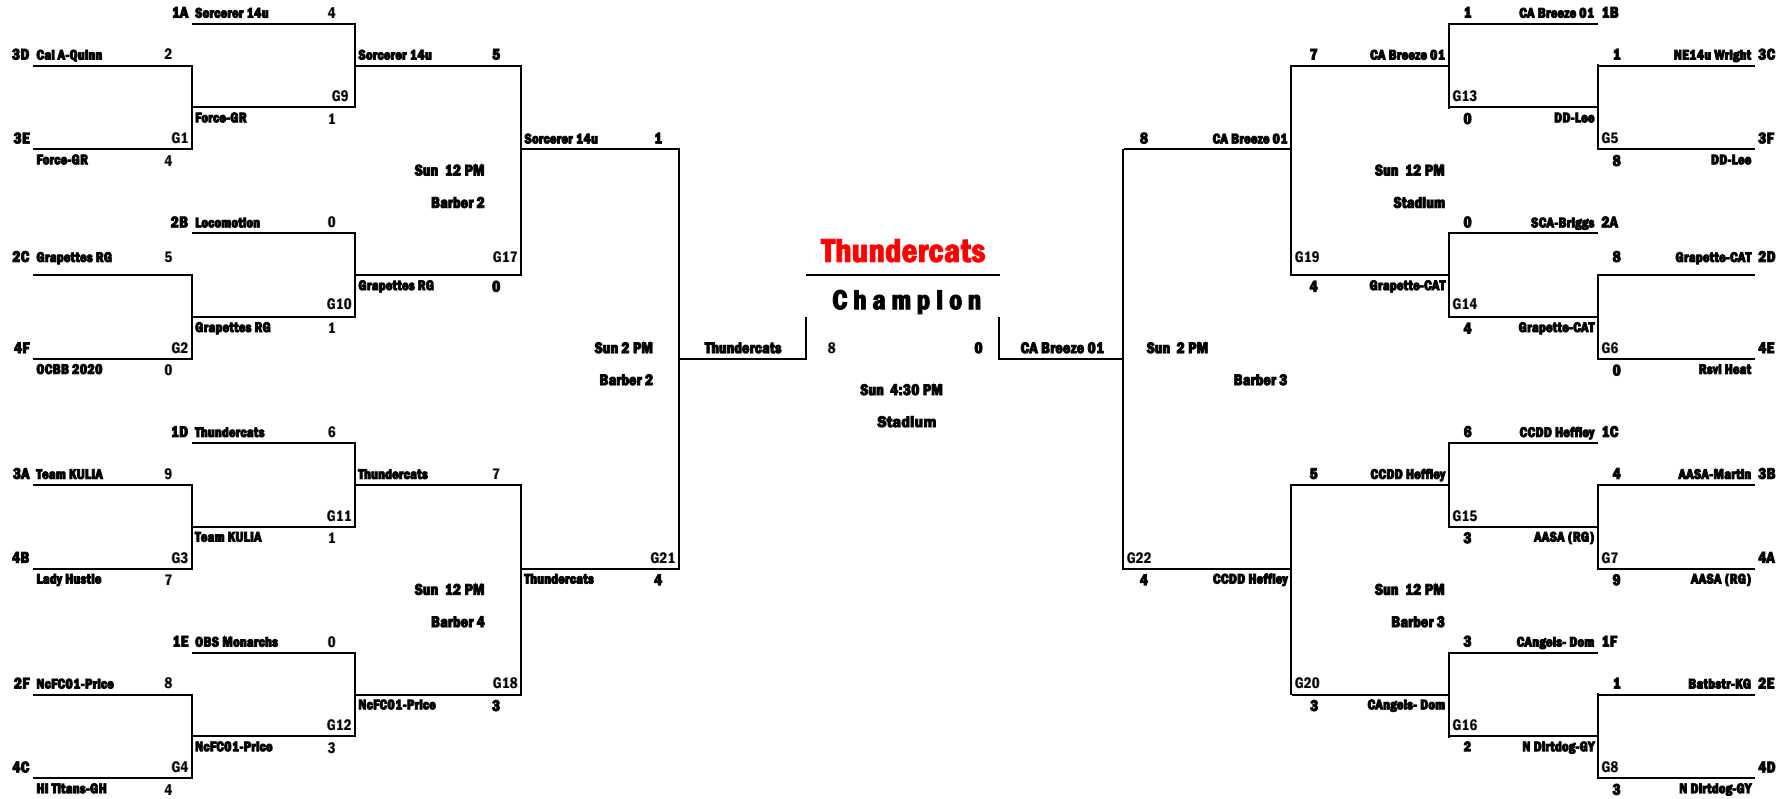 1A Sorcerer 14u 4 1 CA Breeze 01 1B
3D Cal A-Quinn 2 Sorcerer 14u 5 7 CA Breeze 01 1 NE14u Wright 3C
G9 G13
Force-GR 1 0 DD-Lee
3E G1 Sorcerer 14u 1 8 CA Breeze 01 G5 3F
Force-GR 4 8 DD-Lee
Sun 12 PM Sun 12 PM
Barber 2 Stadium
2B Locomotion 0 0 SCA-Briggs 2A
2C Grapettes RG 5 G17 Thundercats G19 8 Grapette-CAT 2D
Grapettes RG 0 4 Grapette-CAT
G10 Champion G14
Grapettes RG 1 4 Grapette-CAT
4F G2 Sun 2 PM Thundercats 8 0 CA Breeze 01 Sun 2 PM G6 4E
OCBB 2020 0 0 Rsvl Heat
Barber 2 Barber 3
Sun 4:30 PM
Stadium
1D Thundercats 6 6 CCDD Heffley 1C
3A Team KULIA 9 Thundercats 7 5 CCDD Heffley 4 AASA-Martin 3B
G11 G15
Team KULIA 1 3 AASA (RG)
4B G3 G21 G22 G7 4A
Lady Hustle 7 Thundercats 4 4 CCDD Heffley 9 AASA (RG)
Sun 12 PM Sun 12 PM
Barber 4 Barber 3
1E OBS Monarchs 0 3 CAngels- Dom 1F
2F NcFC01-Price 8 G18 G20 1 Batbstr-KG 2E
NcFC01-Price 3 3 CAngels- Dom
G12 G16
NcFC01-Price 3 2 N Dirtdog-GY
4C G4 G8 4D
HI Titans-GH 4 3 N Dirtdog-GY